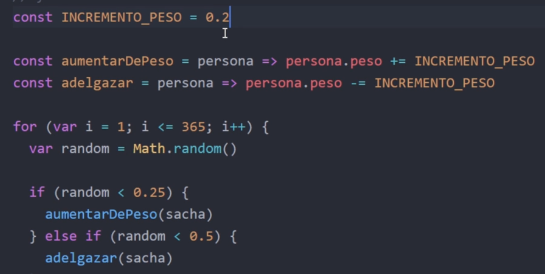 const INCREMENTO_PESO = 0.2
const aumentarDePeso = persona => persona.peso += INCREMENTO_PESO
const adelgazar = persona => persona.peso -= INCREMENTO_PESO
for (var i = 1; i <= 365; i++) {
var random = Math.random()
if (random < 0.25) {
aumentarDePeso(sacha)
} else if (random < 0.5) {
adelgazar(sacha)